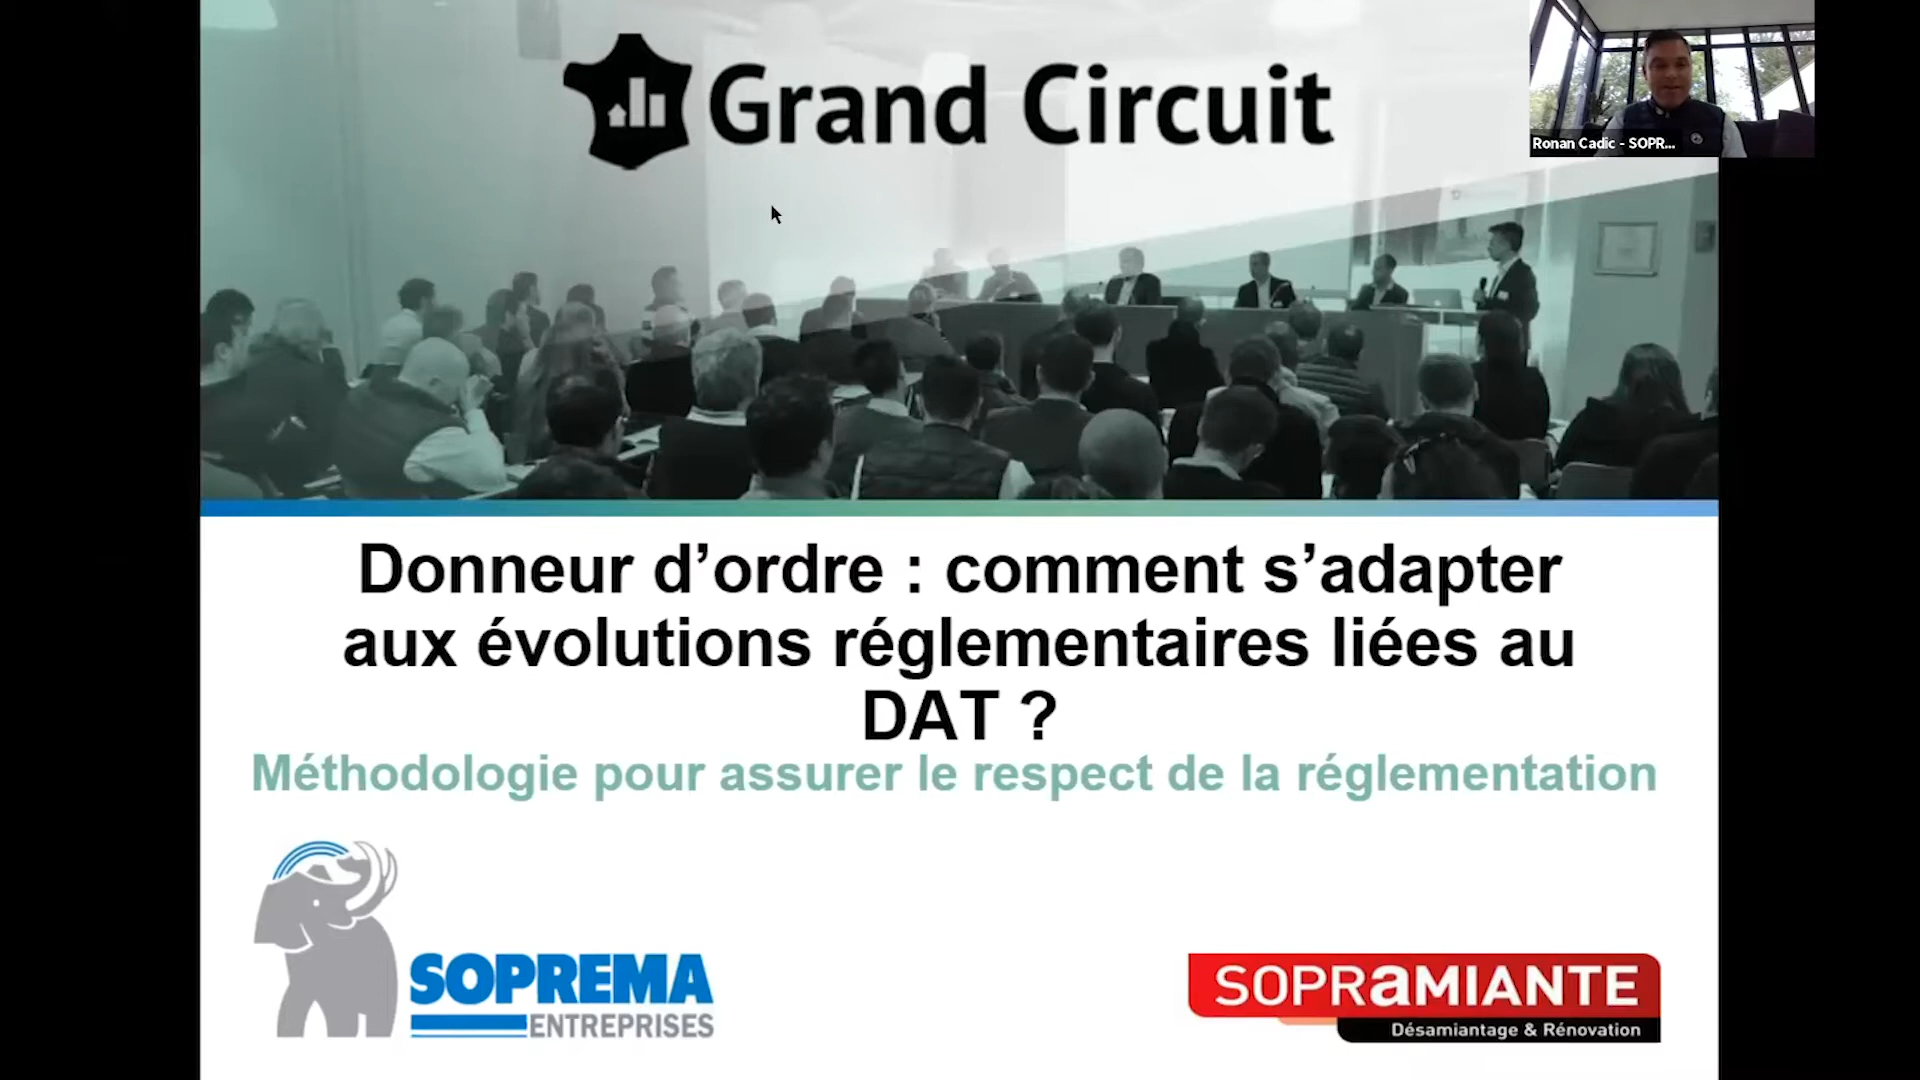 Grand Circuit
Ronan Cadic - SOPR...
Donneur d’ordre : comment s’adapter
aux évolutions réglementaires liées au
DAT ?
Méthodologie pour assurer le respect de la réglementation
SOPREMA
ENTREPRISES
SOPRaMIANTE
Désamiantage & Rénovation